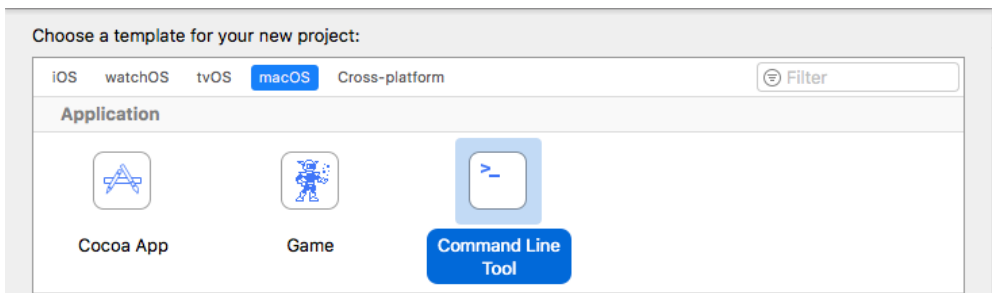 Choose a template for your new project:
iOS watchOS tvOS macOS Cross-platform Filter
Application
>_
Cocoa App Game Command Line
Tool